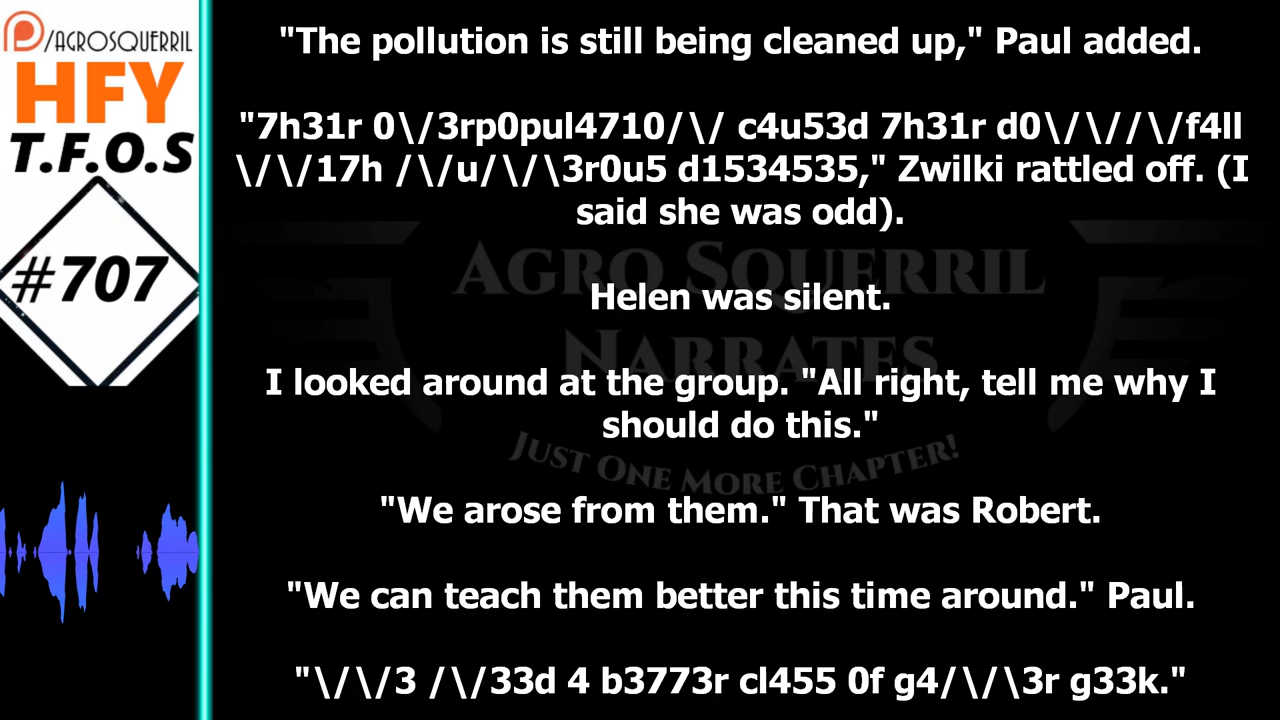 /AGROSQUERRIL
HFY
T.F.O.S
#707
"The pollution is still being cleaned up," Paul added.
"7h31r 0\/3rp0pul4710/\/ c4u53d 7h31r d0\/\//\/f4ll
\/\/17h /\/u/\/\3r0u5 d1534535," Zwilki rattled off. (I
said she was odd).
Helen was silent.
I looked around at the group. "All right, tell me why I
should do this."
"We arose from them." That was Robert.
"We can teach them better this time around." Paul.
"\/\/3 /\/33d 4 b3773r cl455 0f g4/\/\3r g33k."
AGRO SQUERRIL
NARRATES
JUST ONE MORE CHAPTER!